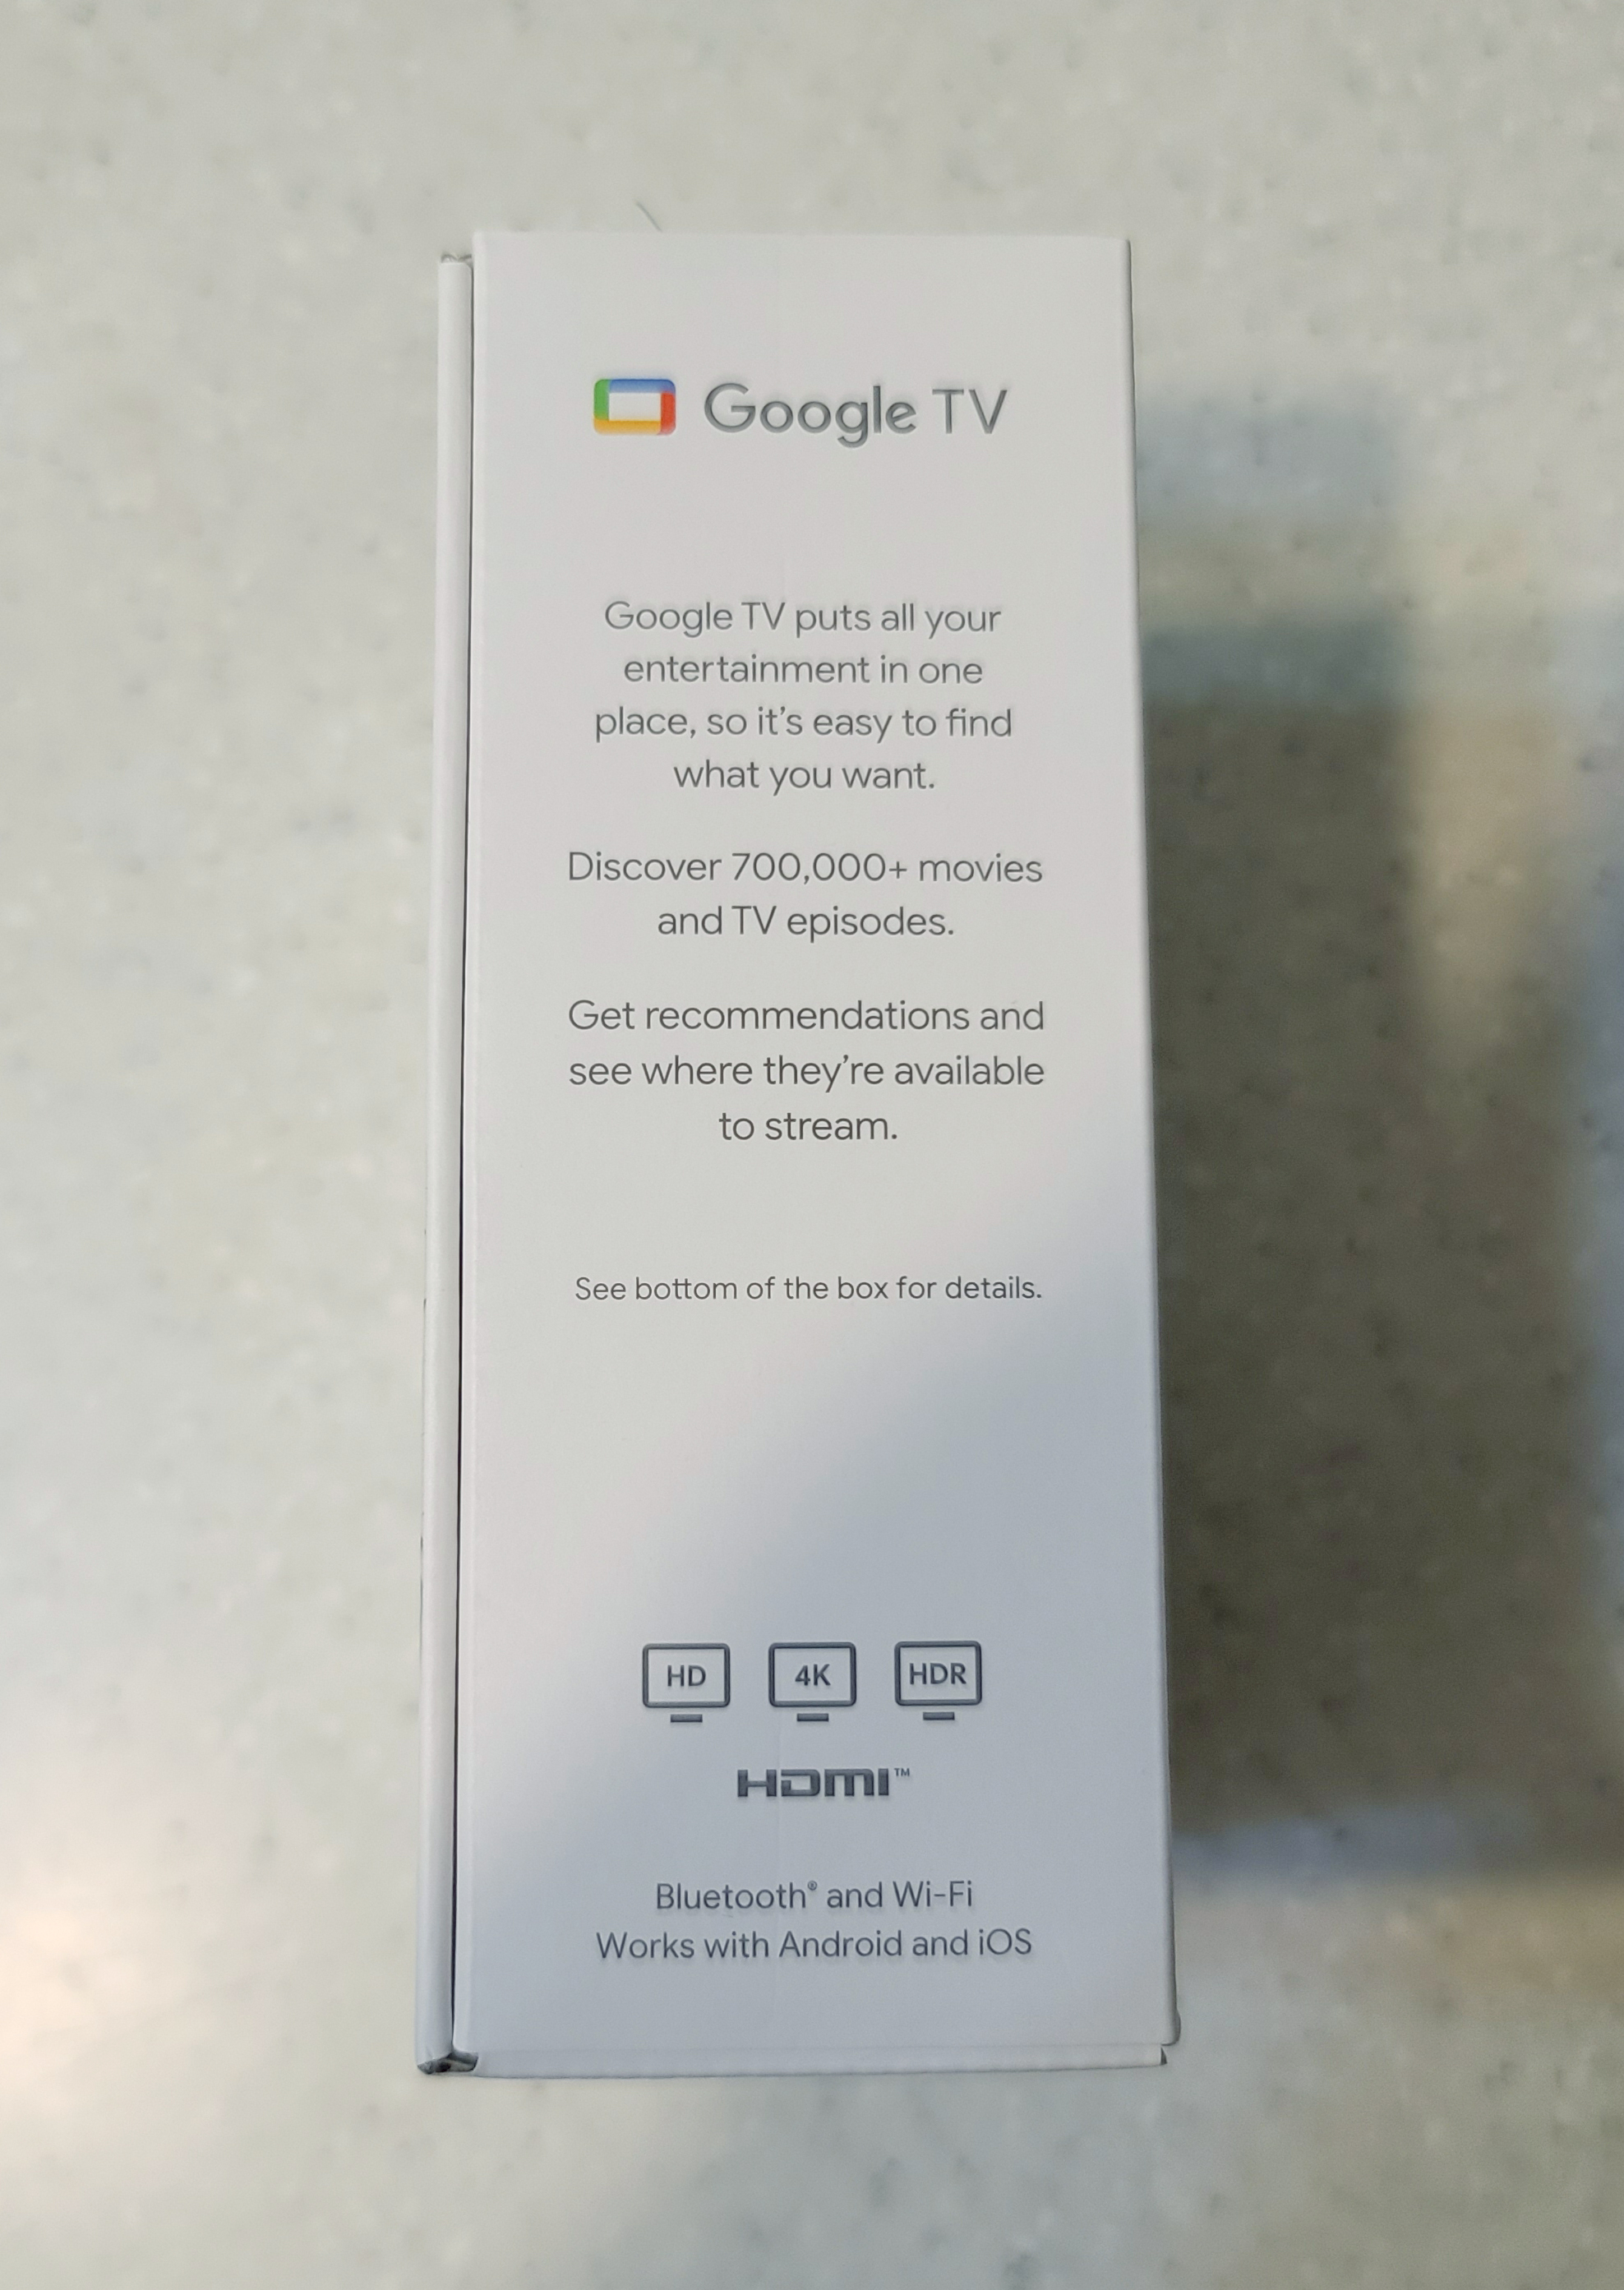 Google TV
Google TV puts all your
entertainment in one
place, so it's easy to find
what you want.
Discover 700,000+ movies
and TV episodes.
Get recommendations and
see where they're available
to stream.
See bottom of the box for details.
HD 4K HDR
HDMI™
Bluetooth® and Wi-Fi
Works with Android and iOS